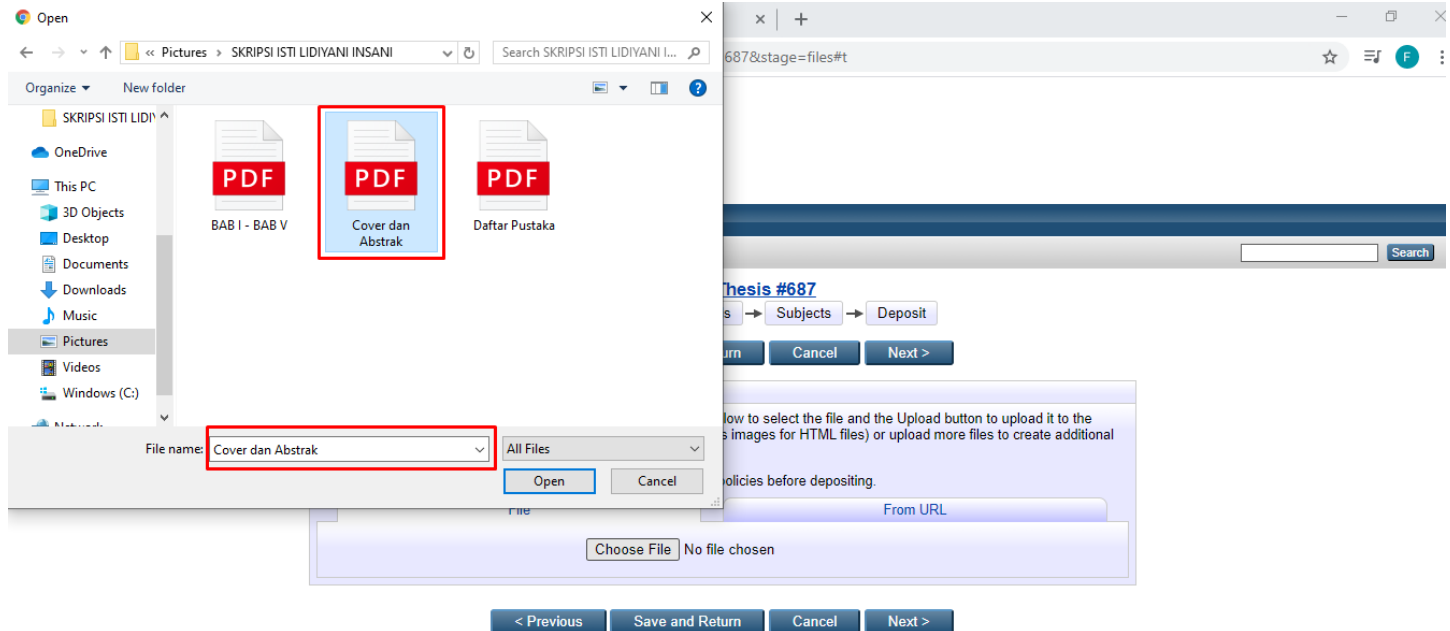 Open
« Pictures > SKRIPSI ISTI LIDIYANI INSANI
Search SKRIPSI ISTI LIDIYANI I...
687&stage=files#t
F
Organize
New folder
SKRIPSI ISTI LIDIY
OneDrive
This PC
3D Objects
Desktop
Documents
Downloads
Music
Pictures
Videos
Windows (C:)
Network
PDF
BAB I - BAB V
PDF
Cover dan
Abstrak
PDF
Daftar Pustaka
File name:
Cover dan Abstrak
All Files
Open
Cancel
Search
Thesis #687
s → Subjects → Deposit
urn
Cancel
Next >
low to select the file and the Upload button to upload it to the
s images for HTML files) or upload more files to create additional
policies before depositing.
File
From URL
Choose File No file chosen
< Previous
Save and Return
Cancel
Next >